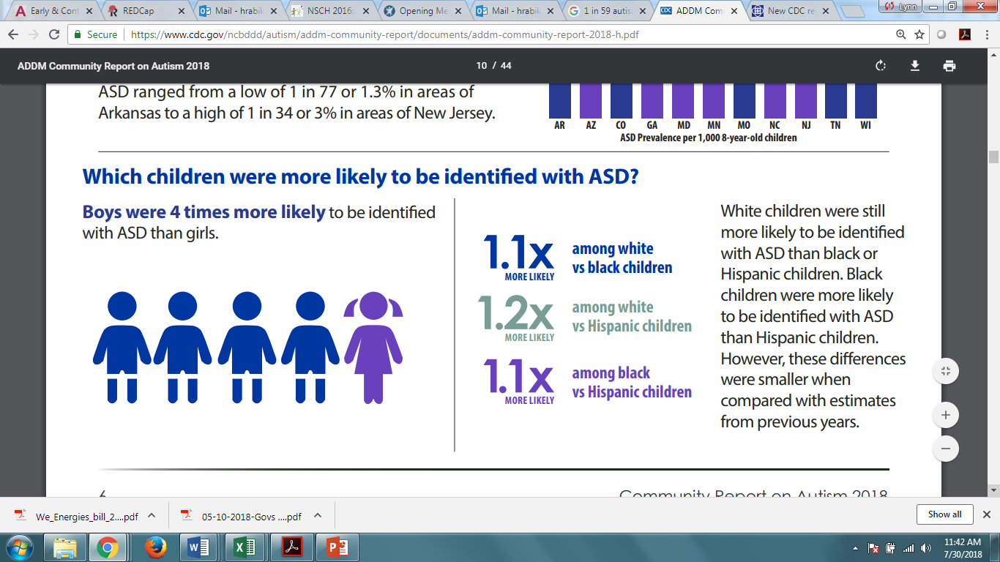 Early & Cont
REDCap
Mail - hrabik
NSCH 2016:
Opening Me
Mail - hrabik
1 in 59 autis
ADDM Com
New CDC re
Lynn
Secure
https://www.cdc.gov/ncbddd/autism/addm-community-report/documents/addm-community-report-2018-h.pdf
ADDM Community Report on Autism 2018
10 / 44
ASD ranged from a low of 1 in 77 or 1.3% in areas of
Arkansas to a high of 1 in 34 or 3% in areas of New Jersey.
AR AZ CO GA MD MN MO NC NJ TN WI
ASD Prevalence per 1,000 8-year-old children
Which children were more likely to be identified with ASD?
Boys were 4 times more likely to be identified
with ASD than girls.
1.1x
MORE LIKELY
among white
vs black children
1.2x
MORE LIKELY
among white
vs Hispanic children
1.1x
MORE LIKELY
among black
vs Hispanic children
White children were still
more likely to be identified
with ASD than black or
Hispanic children. Black
children were more likely
to be identified with ASD
than Hispanic children.
However, these differences
were smaller when
compared with estimates
from previous years.
6
Community Report on Autism 2018
We_Energies_bill_2....pdf
05-10-2018-Govs ....pdf
Show all
11:42 AM
7/30/2018